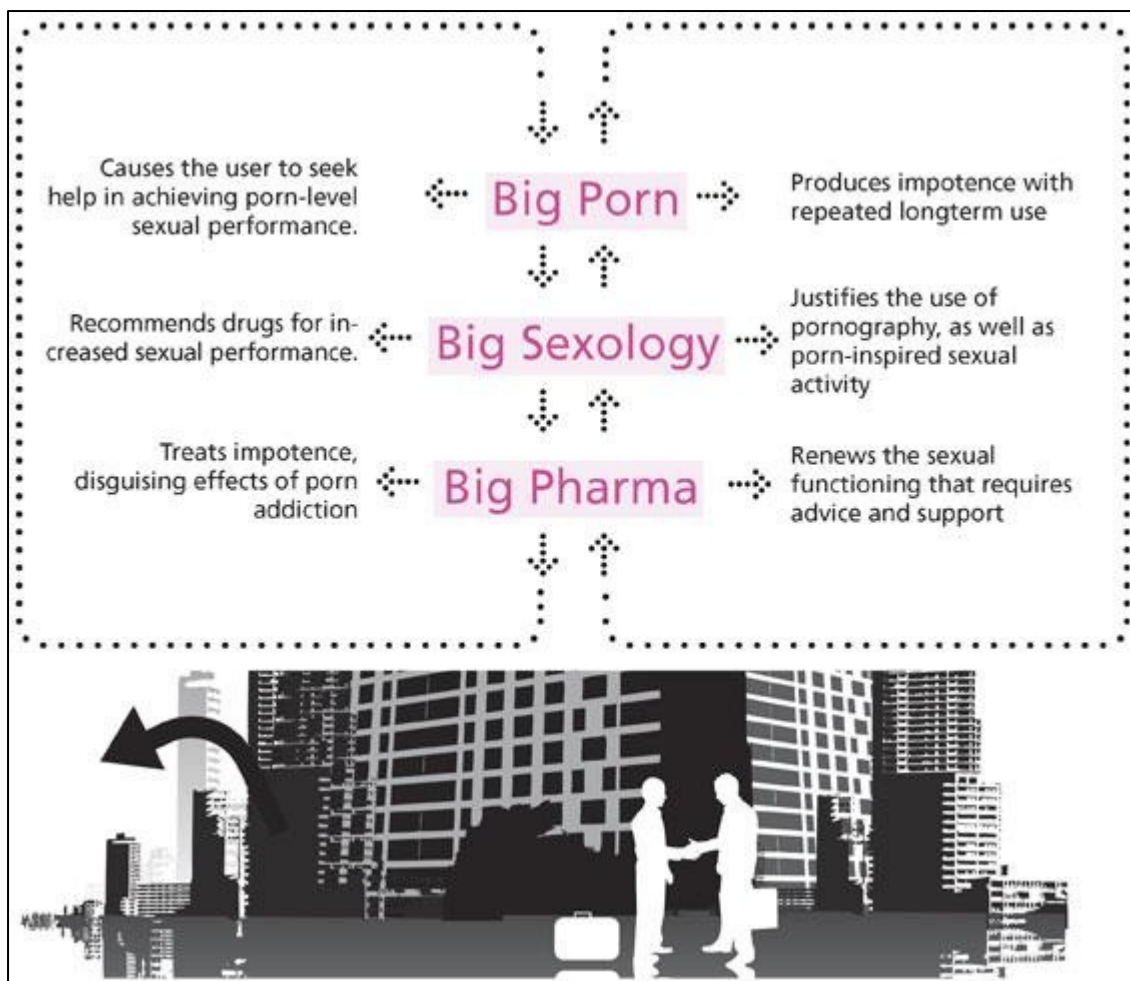 Causes the user to seek
help in achieving porn-level
sexual performance.
Big Porn
Produces impotence with
repeated longterm use
Recommends drugs for in-
creased sexual performance.
Big Sexology
Justifies the use of
pornography, as well as
porn-inspired sexual
activity
Treats impotence,
disguising effects of porn
addiction
Big Pharma
Renews the sexual
functioning that requires
advice and support